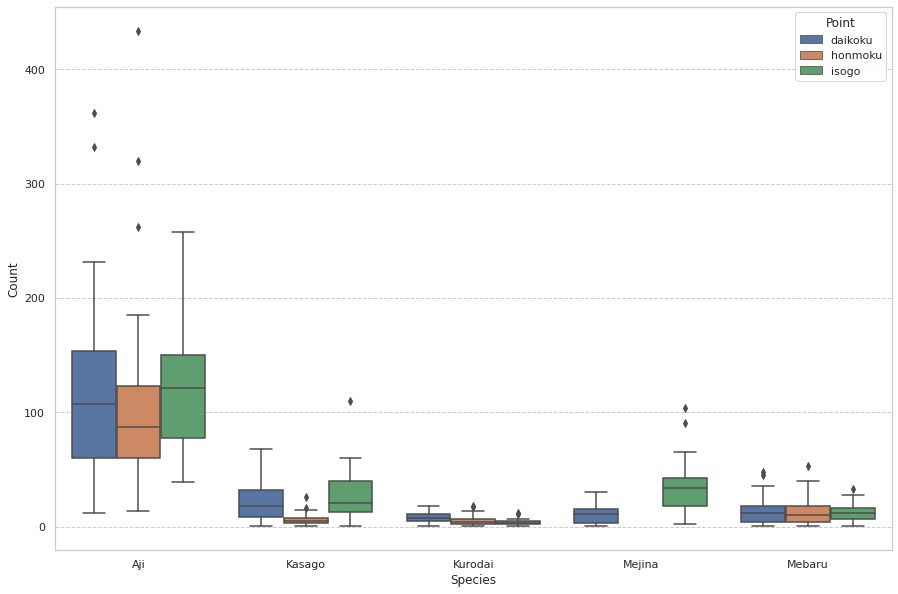 Point
daikoku
honmoku
isogo
400
300
200
100
0
Count
Aji Kasago Kurodai Mejina Mebaru
Species